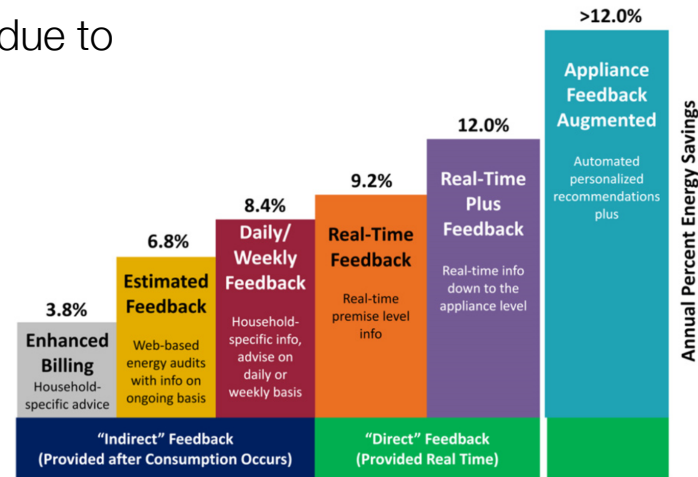 due to
>12.0%
Appliance
Feedback
Augmented
Automated
personalized
recommendations
plus
12.0%
Real-Time
Plus
Feedback
Real-time info
down to the
appliance level
9.2%
Real-Time
Feedback
Real-time
premise level
info
8.4%
Daily/
Weekly
Feedback
Household-
specific info,
advise on
daily or
weekly basis
6.8%
Estimated
Feedback
Web-based
energy audits
with info on
ongoing basis
3.8%
Enhanced
Billing
Household-
specific advice
"Indirect" Feedback
(Provided after Consumption Occurs)
"Direct" Feedback
(Provided Real Time)
Annual Percent Energy Savings